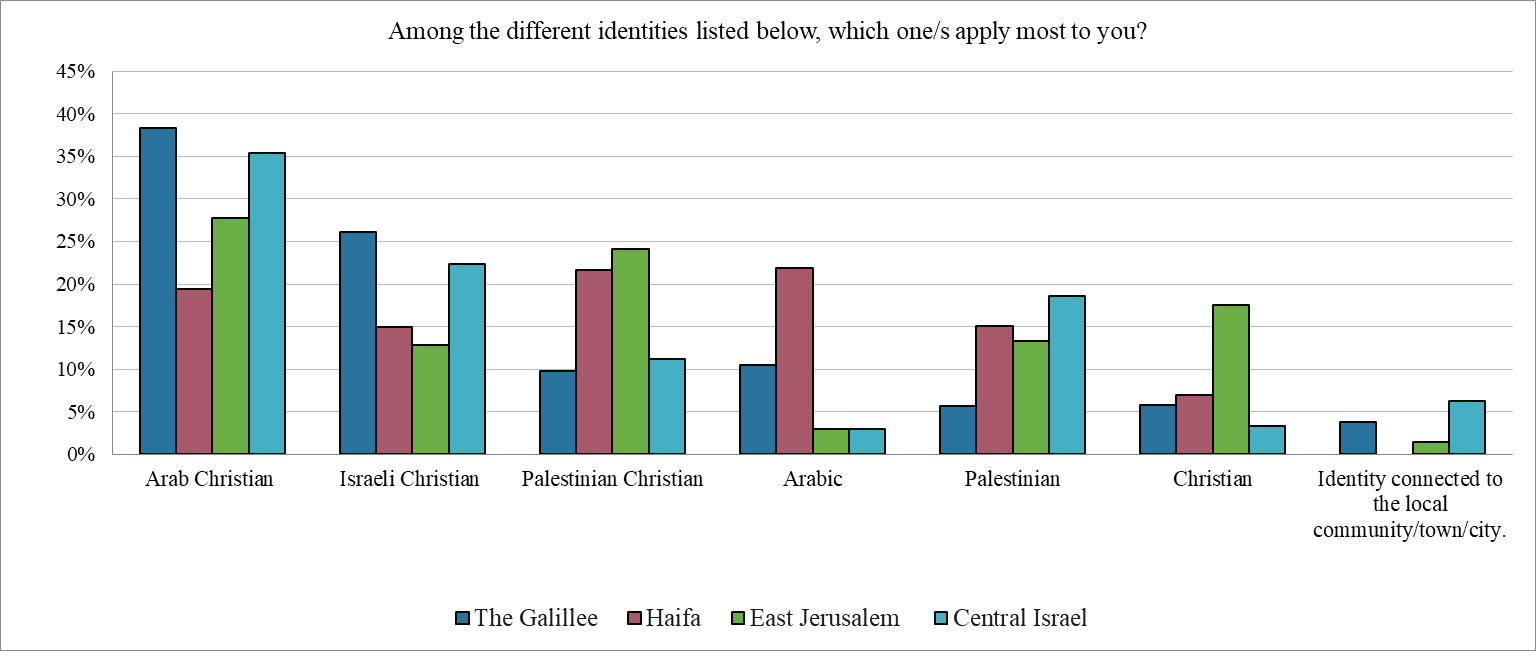 Among the different identities listed below, which one/s apply most to you?
45%
40%
35%
30%
25%
20%
15%
10%
5%
0%
Arab Christian
Israeli Christian
Palestinian Christian
Arabic
Palestinian
Christian
Identity connected to
the local
community/town/city.
The Galillee
Haifa
East Jerusalem
Central Israel